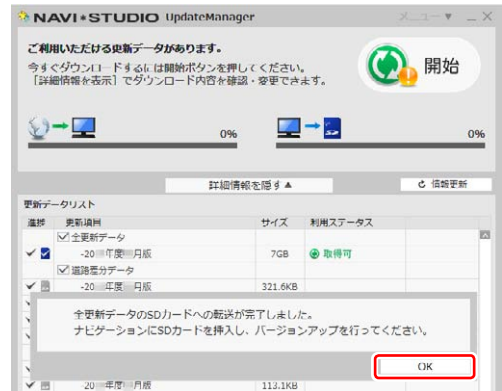 NAVI*STUDIO UpdateManager
メニュー ▼ _ ×
ご利用いただける更新データがあります。
今すぐダウンロードするには開始ボタンを押してください。
[詳細情報を表示]でダウンロード内容を確認・変更できます。
開始
0%
0%
詳細情報を隠す▲
情報更新
更新データリスト
進捗 更新項目 サイズ 利用ステータス
全更新データ
-20 年度 月版 7GB 取得可
道路差分データ
-20 年度 月版 321.6KB
全更新データのSDカードへの転送が完了しました。
ナビゲーションにSDカードを挿入し、バージョンアップを行ってください。
OK
-20 年度 月版 113.1KB